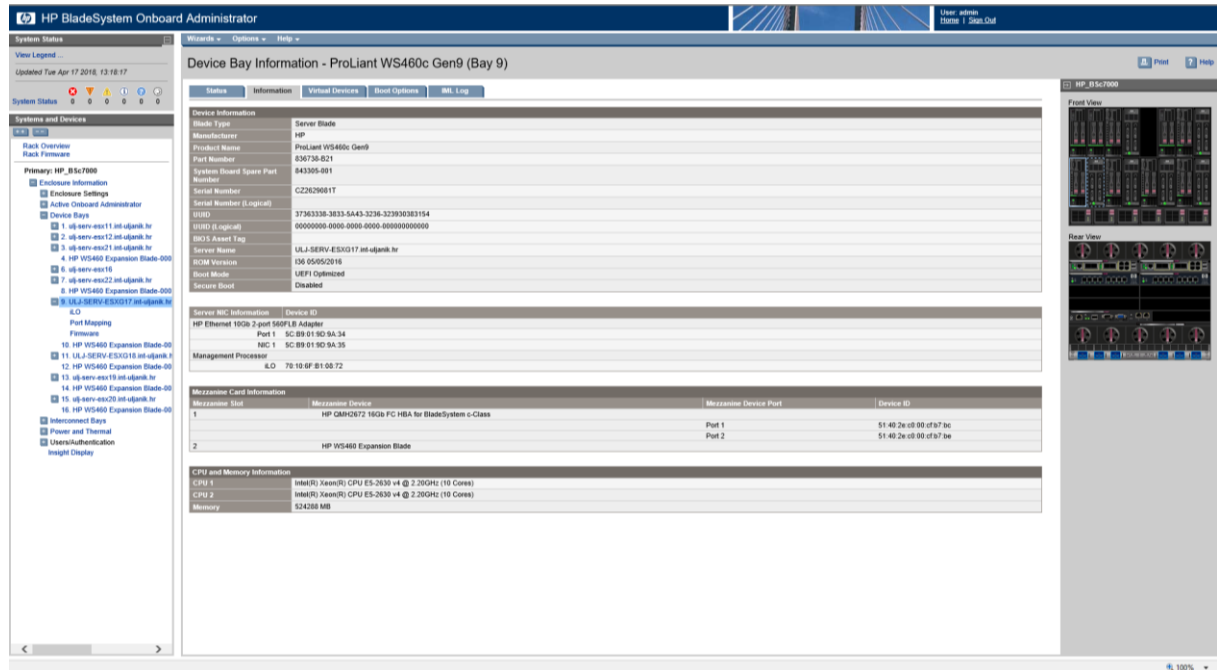 HP BladeSystem Onboard Administrator
User: admin
Home | Sign Out
System Status
View Legend ...
Updated Tue Apr 17 2018, 13:18:17
System Status 0 0 0 0 0 0
Systems and Devices
Rack Overview
Rack Firmware
Primary: HP_BSc7000
Enclosure Information
Enclosure Settings
Active Onboard Administrator
Device Bays
1. ulj-serv-esx11.int-uljanik.hr
2. ulj-serv-esx12.int-uljanik.hr
3. ulj-serv-esx21.int-uljanik.hr
4. HP WS460 Expansion Blade-000
6. ulj-serv-esx16
7. ulj-serv-esx22.int-uljanik.hr
8. HP WS460 Expansion Blade-000
9. ULJ-SERV-ESXG17.int-uljanik.hr
iLO
Port Mapping
Firmware
10. HP WS460 Expansion Blade-00
11. ULJ-SERV-ESXG18.int-uljanik.h
12. HP WS460 Expansion Blade-00
13. ulj-serv-esx19.int-uljanik.hr
14. HP WS460 Expansion Blade-00
15. ulj-serv-esx20.int-uljanik.hr
16. HP WS460 Expansion Blade-00
Interconnect Bays
Power and Thermal
Users/Authentication
Insight Display
Wizards Options Help
Device Bay Information - ProLiant WS460c Gen9 (Bay 9)
Print Help
Status Information Virtual Devices Boot Options IML Log
Device Information
Blade Type Server Blade
Manufacturer HP
Product Name ProLiant WS460c Gen9
Part Number 836738-B21
System Board Spare Part Number 843305-001
Serial Number CZ2629081T
Serial Number (Logical)
UUID 37363338-3833-5A43-3236-323930383154
UUID (Logical) 00000000-0000-0000-0000-000000000000
BIOS Asset Tag
Server Name ULJ-SERV-ESXG17.int-uljanik.hr
ROM Version I36 05/05/2016
Boot Mode UEFI Optimized
Secure Boot Disabled
Server NIC Information Device ID
HP Ethernet 10Gb 2-port 560FLB Adapter
Port 1 5C:B9:01:9D:9A:34
NIC 1 5C:B9:01:9D:9A:35
Management Processor
iLO 70:10:6F:B1:08:72
Mezzanine Card Information
Mezzanine Slot Mezzanine Device Mezzanine Device Port Device ID
1 HP QMH2672 16Gb FC HBA for BladeSystem c-Class
Port 1 51:40:2e:c0:00:cf:b7:bc
Port 2 51:40:2e:c0:00:cf:b7:be
2 HP WS460 Expansion Blade
CPU and Memory Information
CPU 1 Intel(R) Xeon(R) CPU E5-2630 v4 @ 2.20GHz (10 Cores)
CPU 2 Intel(R) Xeon(R) CPU E5-2630 v4 @ 2.20GHz (10 Cores)
Memory 524288 MB
HP_BSc7000
Front View
Rear View
100%